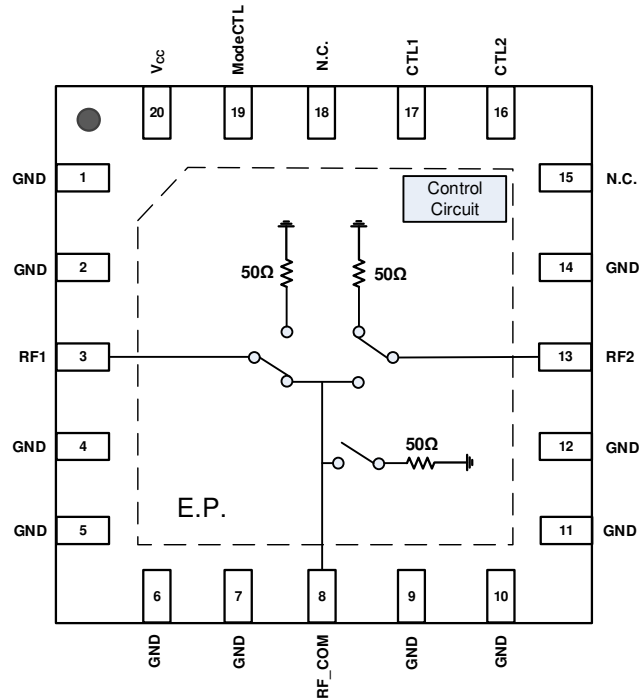 V_CC
ModeCTL
N.C.
CTL1
CTL2
20
19
18
17
16
GND
1
15
N.C.
Control
Circuit
GND
2
50Ω
50Ω
14
GND
RF1
3
13
RF2
GND
4
50Ω
12
GND
E.P.
GND
5
11
GND
6
7
8
9
10
GND
GND
RF_COM
GND
GND